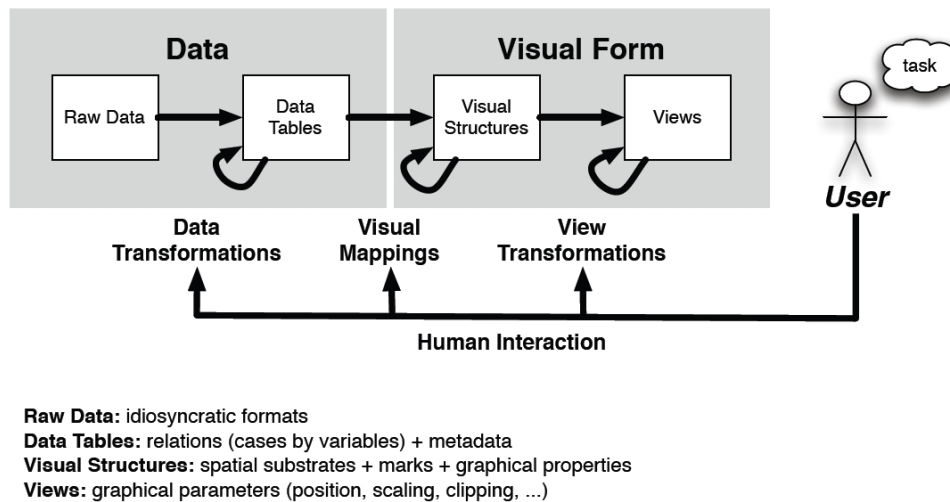 Data
Visual Form
task
Raw Data
Data
Tables
Visual
Structures
Views
User
Data
Transformations
Visual
Mappings
View
Transformations
Human Interaction
Raw Data: idiosyncratic formats
Data Tables: relations (cases by variables) + metadata
Visual Structures: spatial substrates + marks + graphical properties
Views: graphical parameters (position, scaling, clipping, ...)